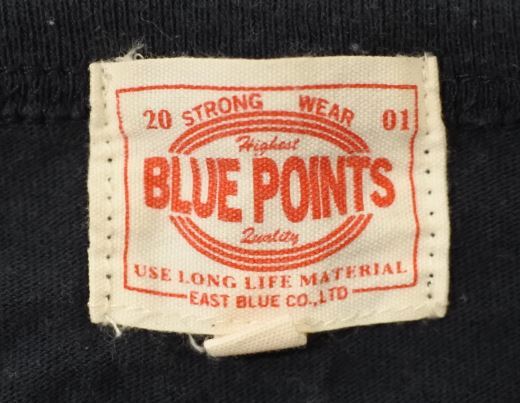 20 STRONG WEAR 01
Highest
BLUE POINTS
Quality
USE LONG LIFE MATERIAL
EAST BLUE CO.,LTD